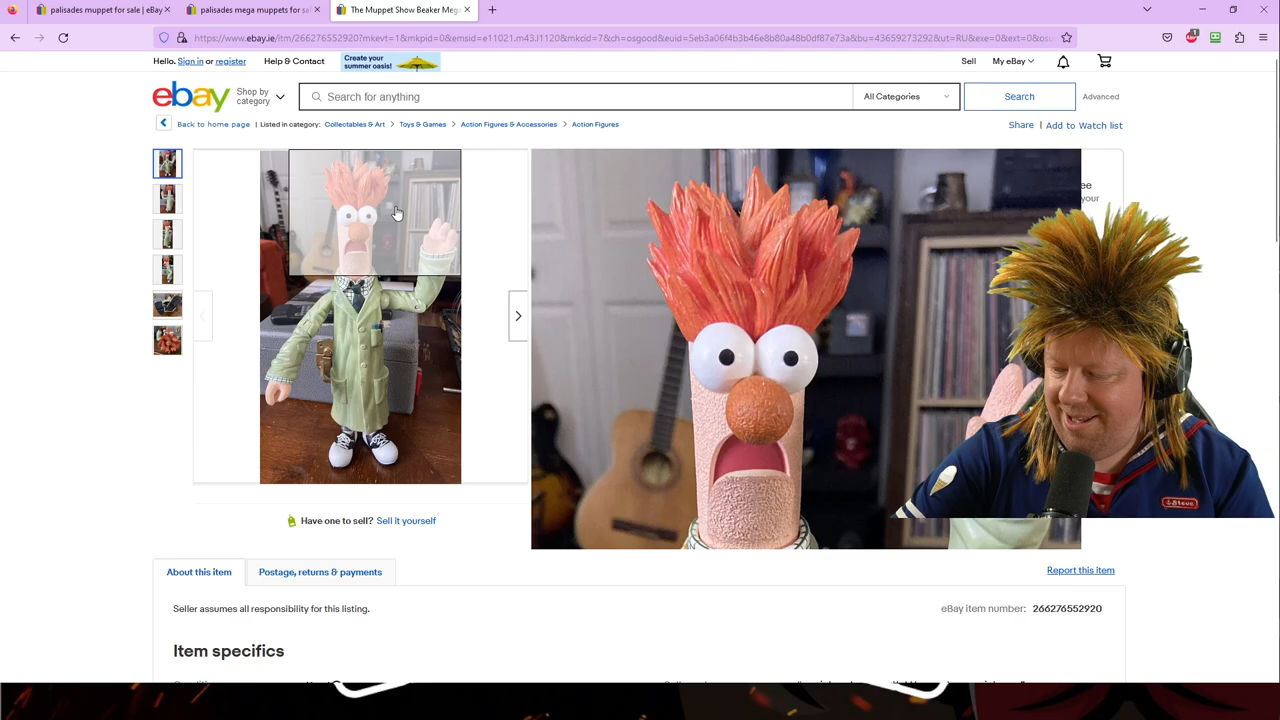 palisades muppet for sale | eBay
palisades mega muppets for sa
The Muppet Show Beaker Mega
https://www.ebay.ie/itm/266276552920?mkevt=1&mkpid=0&emsid=e11021.m43.l1120&mkcid=7&ch=osgood&euid=5eb3a06f4b3b46e8b80a48b0df87e73a&bu=43659273292&ut=RU&exe=0&ext=0&osu
Hello. Sign in or register
Help & Contact
Create your
summer oasis!
Sell
My eBay
ebay
Shop by
category
Search for anything
All Categories
Search
Advanced
Back to home page
| Listed in category:
Collectables & Art
Toys & Games
Action Figures & Accessories
Action Figures
Share
|
Add to Watch list
ee
your
Have one to sell? Sell it yourself
About this item
Postage, returns & payments
Report this item
Seller assumes all responsibility for this listing.
eBay item number: 266276552920
Item specifics